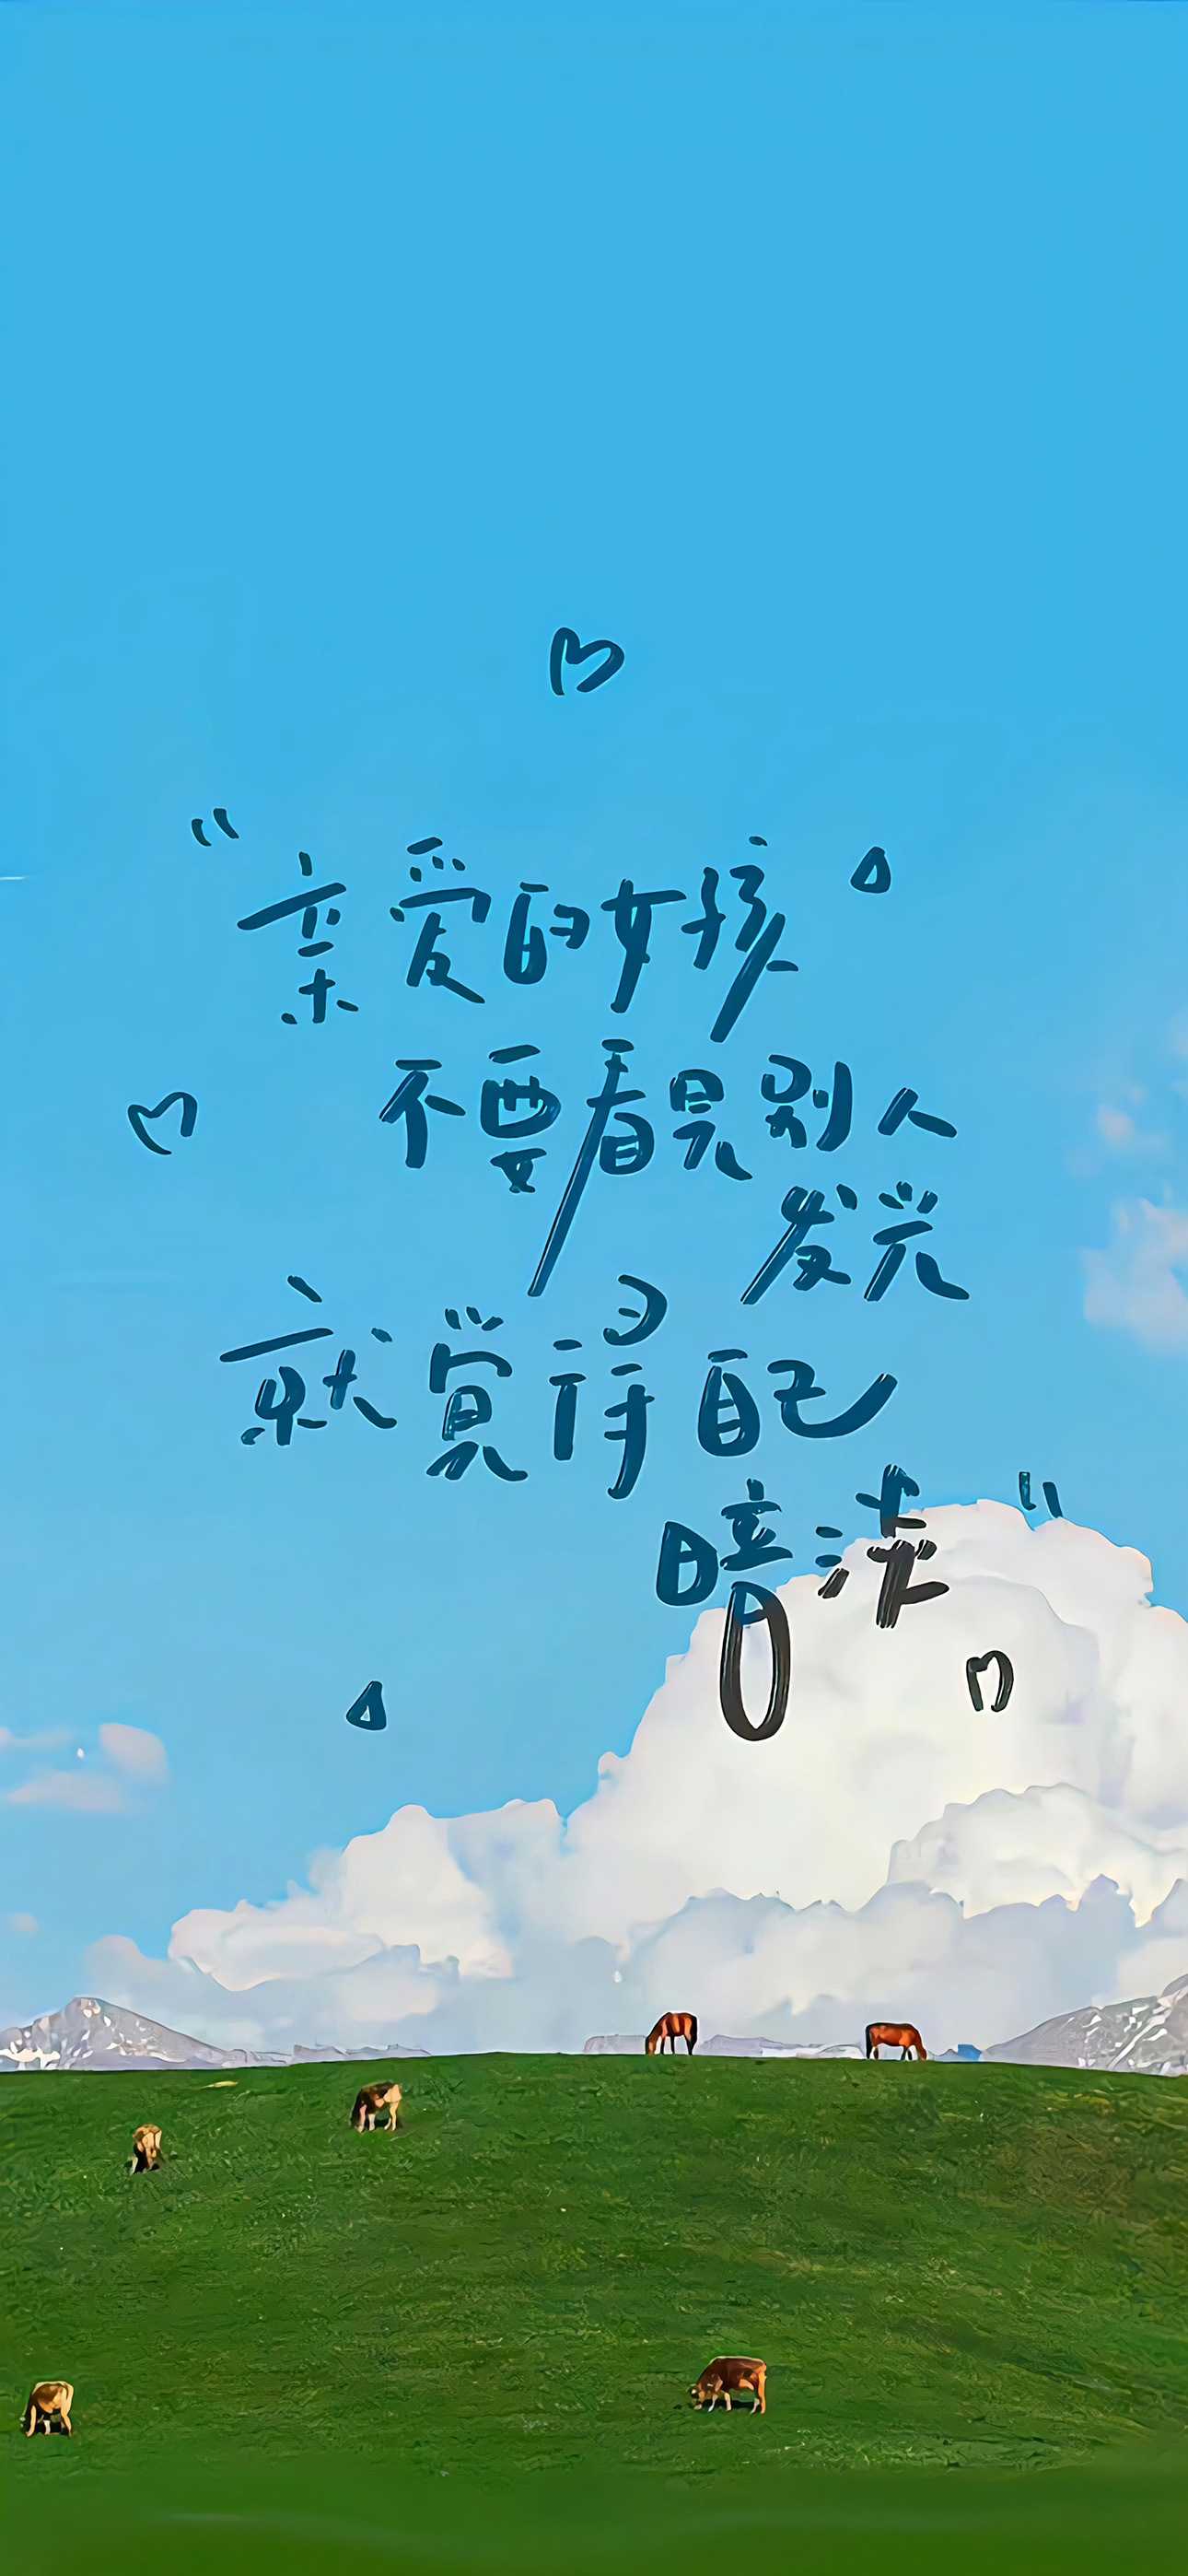 “亲爱的女孩
不要看见别人
发光
就觉得自己
暗淡”